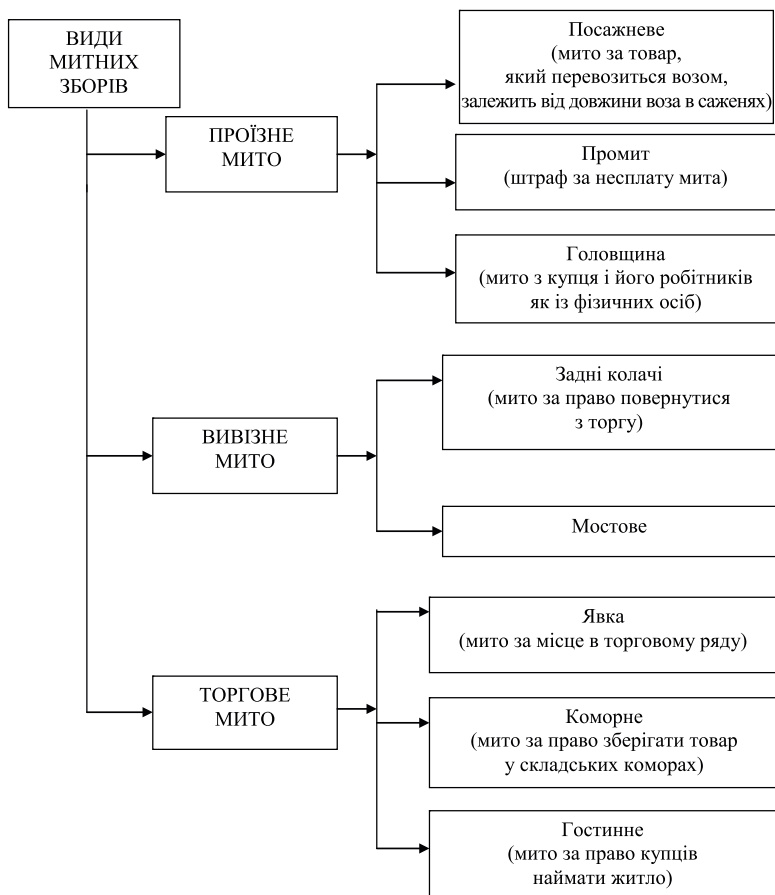 ВИДИ
МИТНИХ
ЗБОРІВ
ПРОЇЗНЕ
МИТО
Посажневе
(мито за товар,
який перевозиться возом,
залежить від довжини воза в саженях)
Промит
(штраф за несплату мита)
Головщина
(мито з купця і його робітників
як із фізичних осіб)
ВИВІЗНЕ
МИТО
Задні колачі
(мито за право повернутися
з торгу)
Мостове
ТОРГОВЕ
МИТО
Явка
(мито за місце в торговому ряду)
Коморне
(мито за право зберігати товар
у складських коморах)
Гостинне
(мито за право купців
наймати житло)